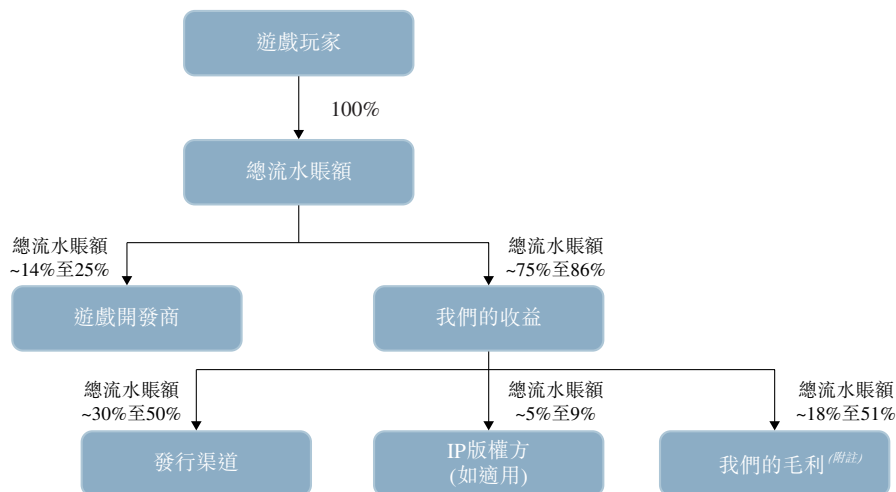 遊戲玩家
100%
總流水賬額
總流水賬額
~14%至25%
總流水賬額
~75%至86%
遊戲開發商
我們的收益
總流水賬額
~30%至50%
總流水賬額
~5%至9%
總流水賬額
~18%至51%
發行渠道
IP版權方
(如適用)
我們的毛利(附註)